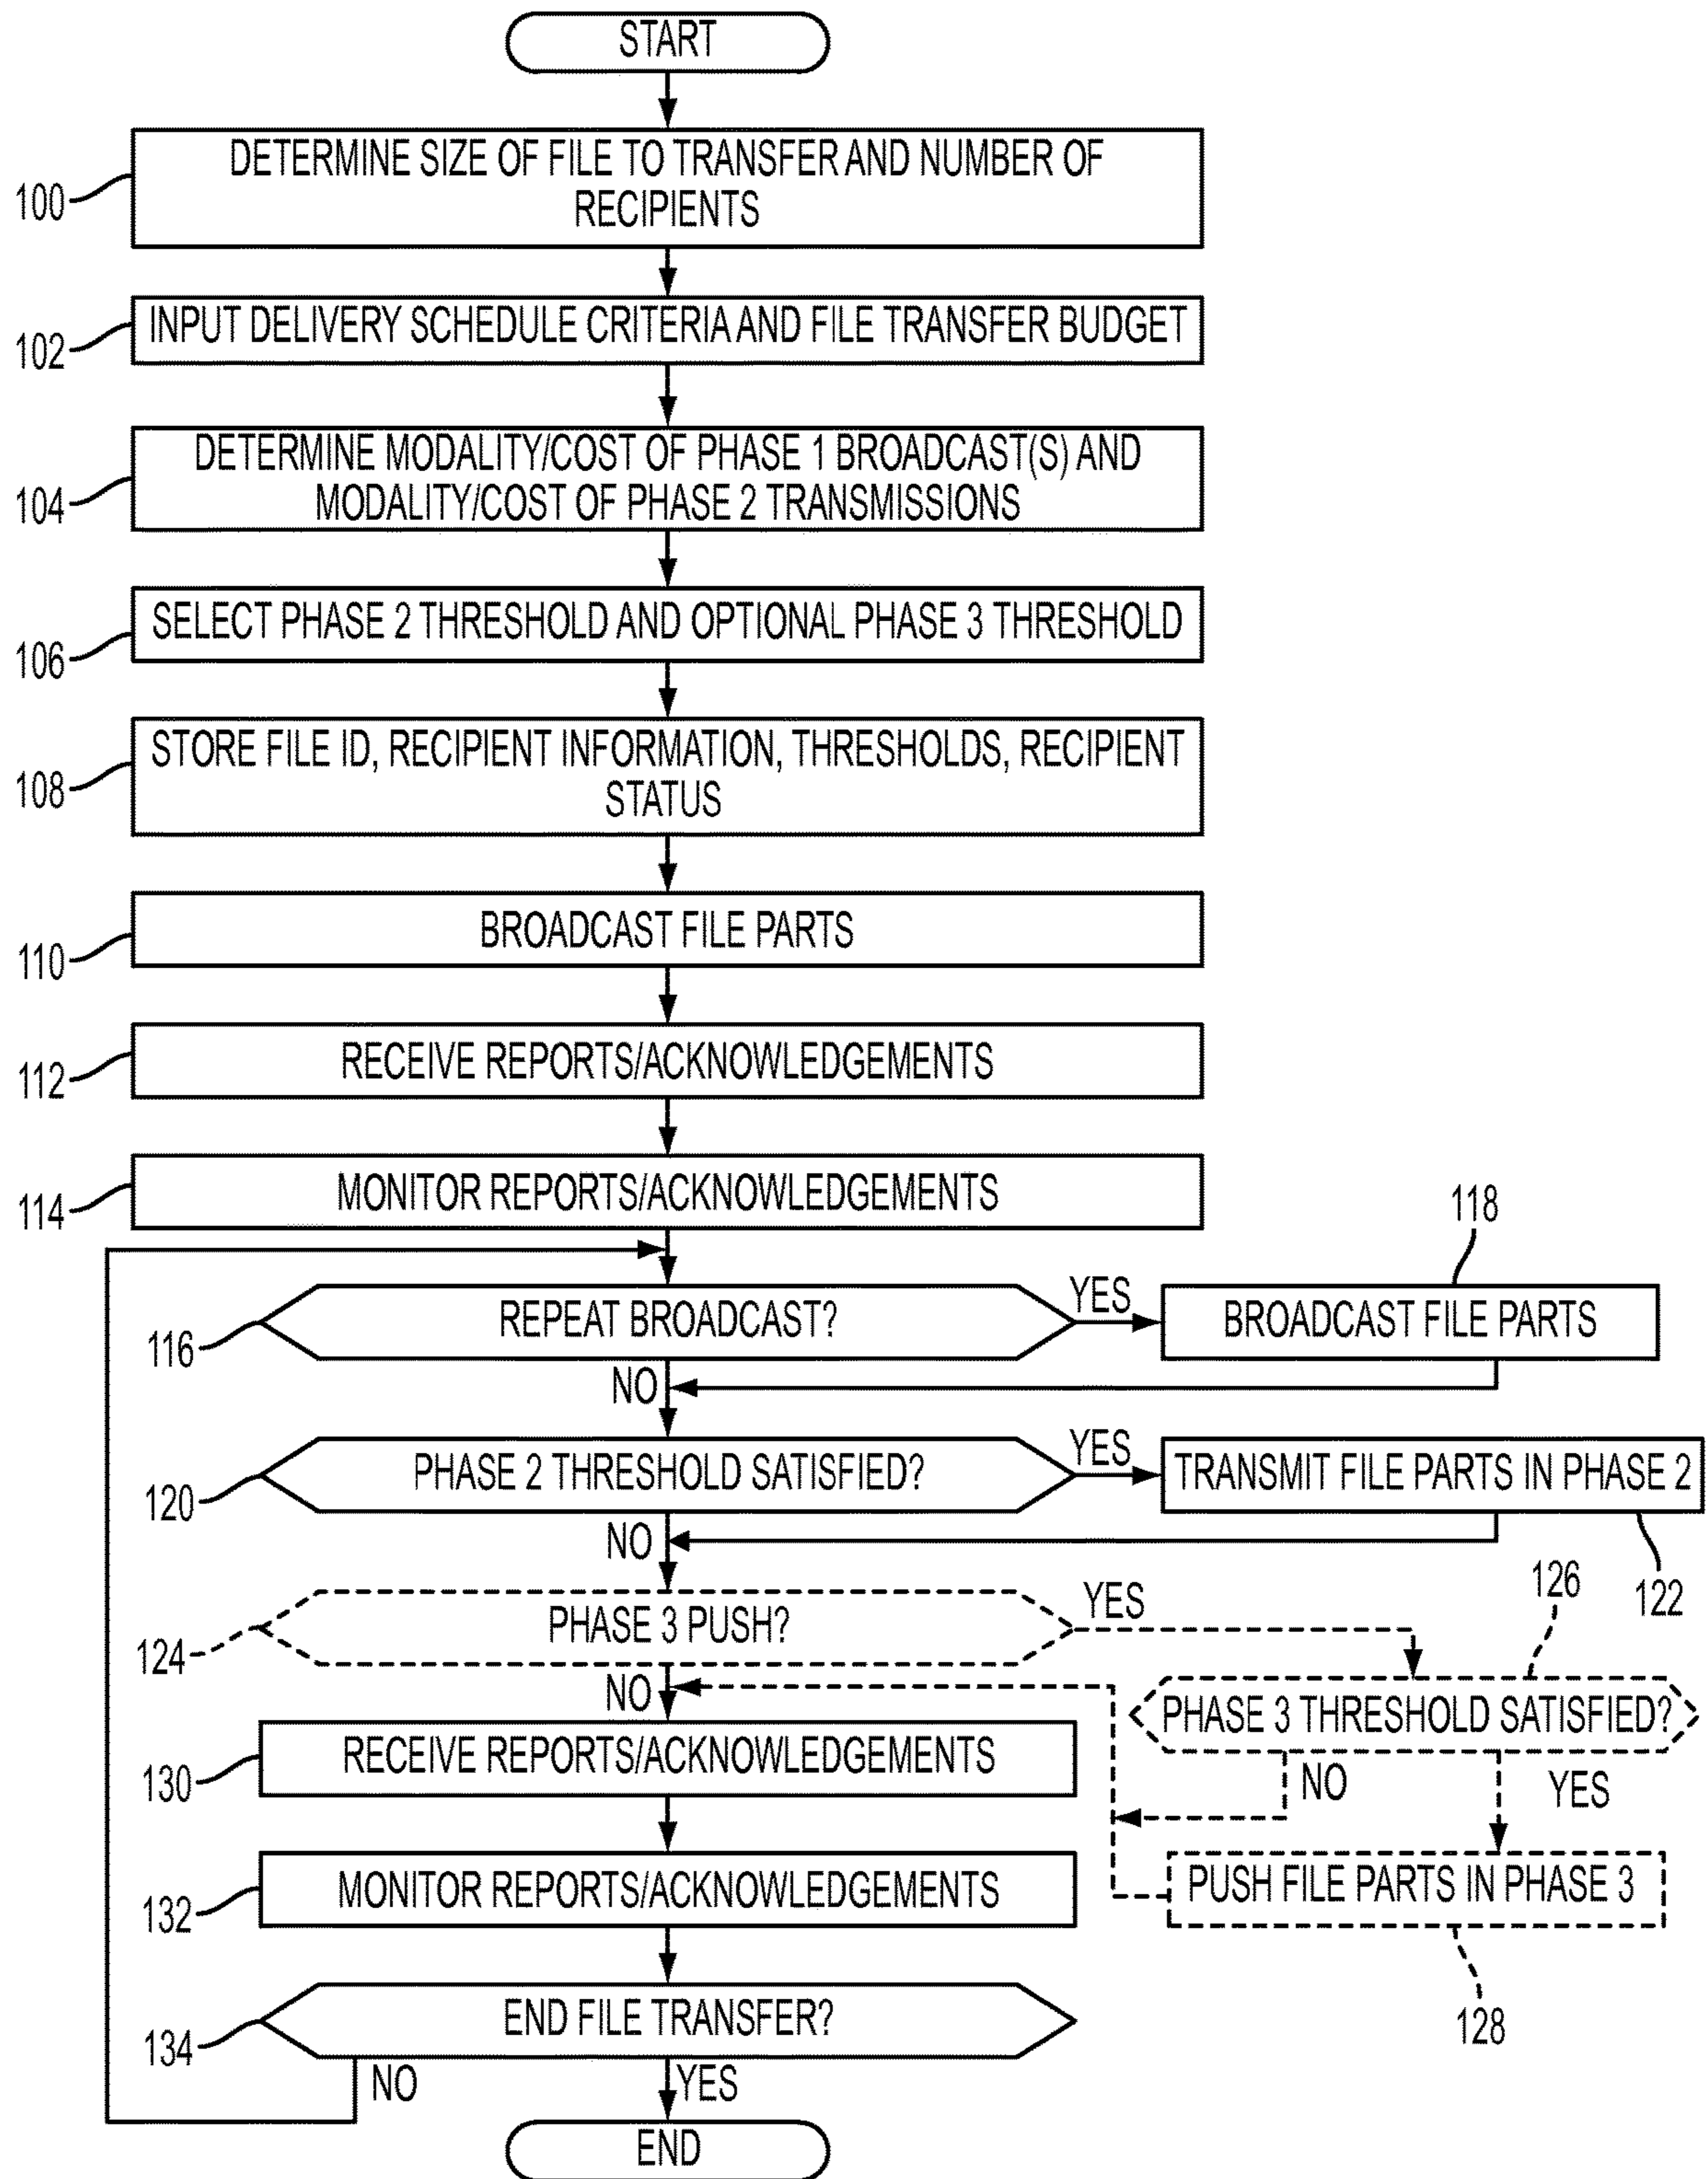 START
DETERMINE SIZE OF FILE TO TRANSFER AND NUMBER OF
RECIPIENTS
100
INPUT DELIVERY SCHEDULE CRITERIA AND FILE TRANSFER BUDGET
102
DETERMINE MODALITY/COST OF PHASE 1 BROADCAST(S) AND
MODALITY/COST OF PHASE 2 TRANSMISSIONS
104
SELECT PHASE 2 THRESHOLD AND OPTIONAL PHASE 3 THRESHOLD
106
STORE FILE ID, RECIPIENT INFORMATION, THRESHOLDS, RECIPIENT
STATUS
108
BROADCAST FILE PARTS
110
RECEIVE REPORTS/ACKNOWLEDGEMENTS
112
MONITOR REPORTS/ACKNOWLEDGEMENTS
114
118
REPEAT BROADCAST?
YES
BROADCAST FILE PARTS
116
NO
PHASE 2 THRESHOLD SATISFIED?
YES
TRANSMIT FILE PARTS IN PHASE 2
120
NO
126
122
PHASE 3 PUSH?
YES
124
NO
PHASE 3 THRESHOLD SATISFIED?
RECEIVE REPORTS/ACKNOWLEDGEMENTS
130
NO
YES
MONITOR REPORTS/ACKNOWLEDGEMENTS
132
PUSH FILE PARTS IN PHASE 3
128
END FILE TRANSFER?
134
NO
YES
END